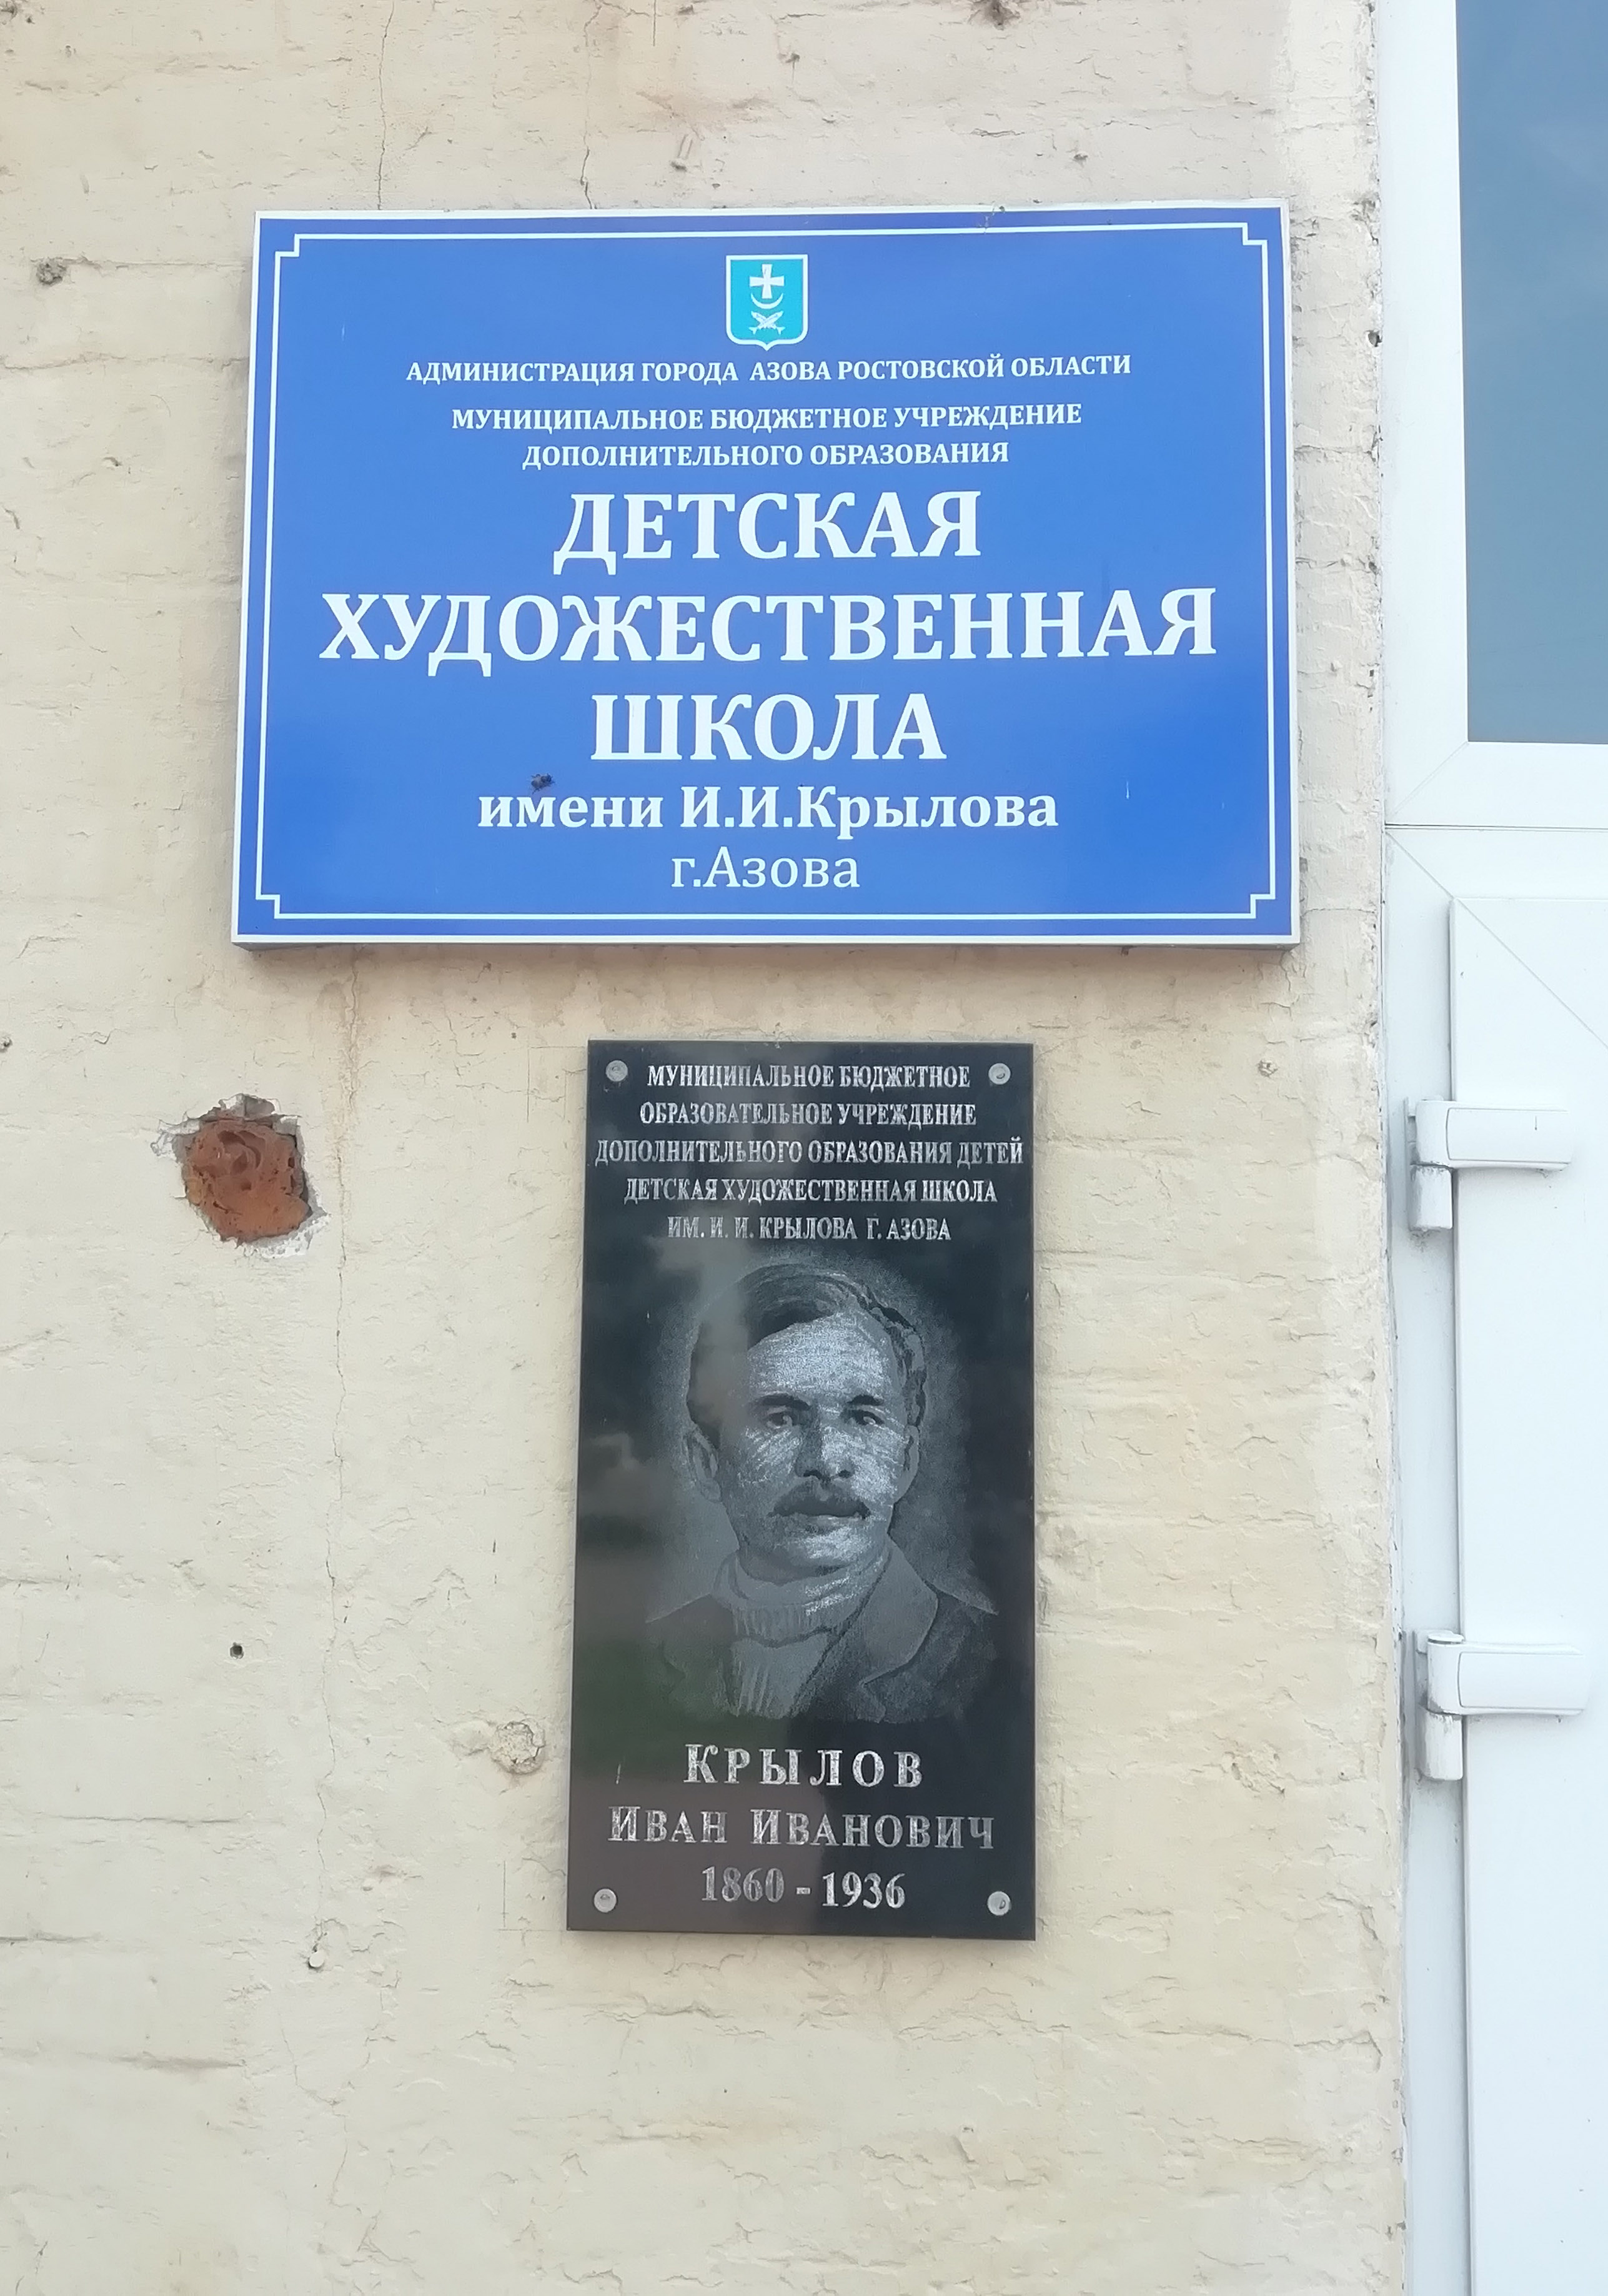 АДМИНИСТРАЦИЯ ГОРОДА АЗОВА РОСТОВСКОЙ ОБЛАСТИ
МУНИЦИПАЛЬНОЕ БЮДЖЕТНОЕ УЧРЕЖДЕНИЕ
ДОПОЛНИТЕЛЬНОГО ОБРАЗОВАНИЯ
ДЕТСКАЯ
ХУДОЖЕСТВЕННАЯ
ШКОЛА
имени И.И.Крылова
г.Азова
МУНИЦИПАЛЬНОЕ БЮДЖЕТНОЕ
ОБРАЗОВАТЕЛЬНОЕ УЧРЕЖДЕНИЕ
ДОПОЛНИТЕЛЬНОГО ОБРАЗОВАНИЯ ДЕТЕЙ
ДЕТСКАЯ ХУДОЖЕСТВЕННАЯ ШКОЛА
ИМ. И. И. КРЫЛОВА Г. АЗОВА
КРЫЛОВ
ИВАН ИВАНОВИЧ
1860 - 1936